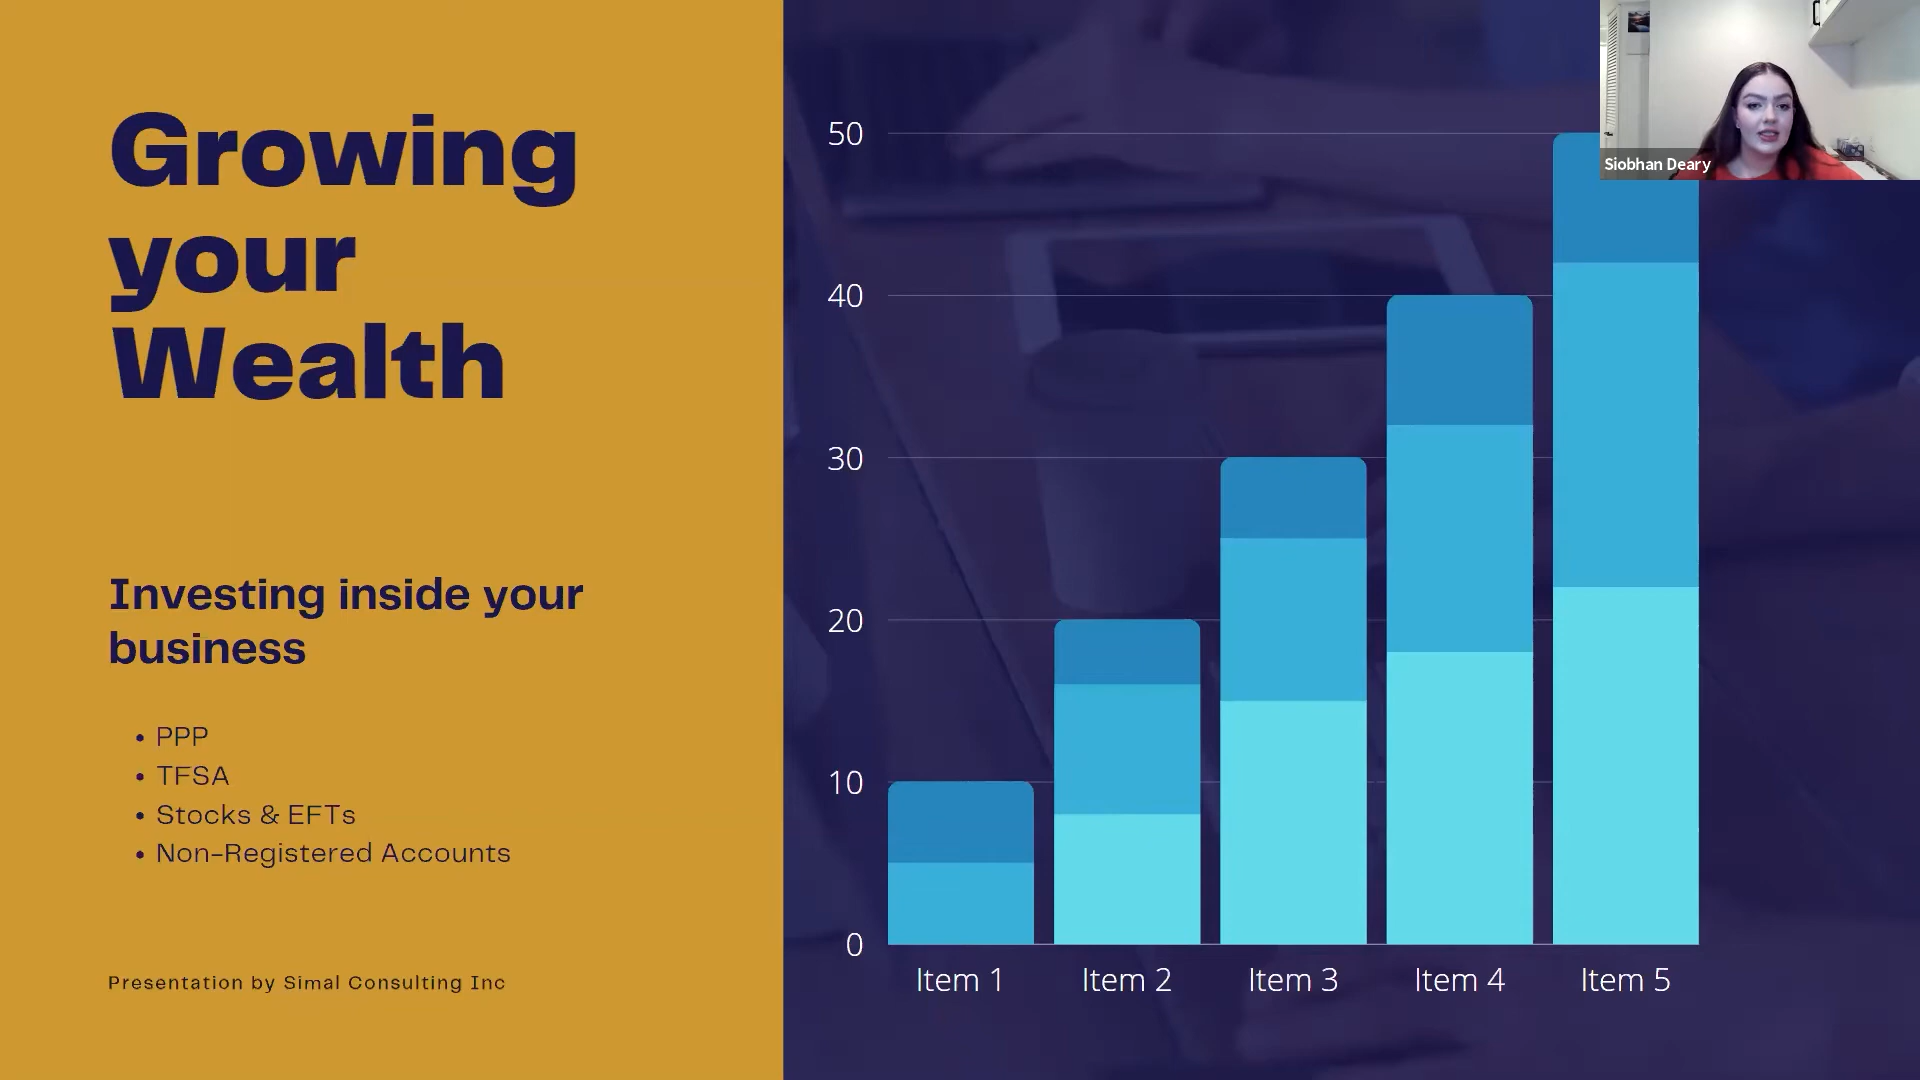 Growing
your
Wealth
Investing inside your
business
• PPP
• TFSA
• Stocks & EFTs
• Non-Registered Accounts
Presentation by Simal Consulting Inc
50
40
30
20
10
0
Item 1 Item 2 Item 3 Item 4 Item 5
Siobhan Deary